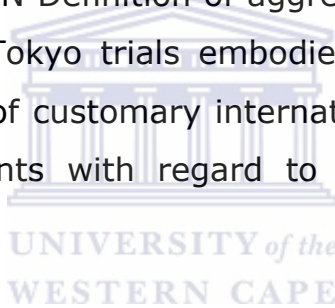 N Definition of aggre
Tokyo trials embodie
of customary internat
nts with regard to
UNIVERSITY of the
WESTERN CAPE